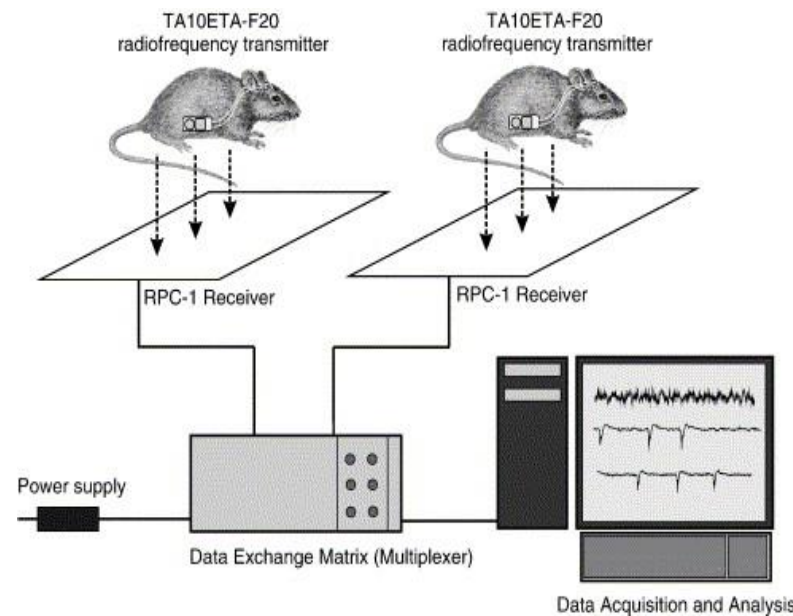 TA10ETA-F20
radiofrequency transmitter
TA10ETA-F20
radiofrequency transmitter
RPC-1 Receiver
RPC-1 Receiver
Power supply
Data Exchange Matrix (Multiplexer)
Data Acquisition and Analysis